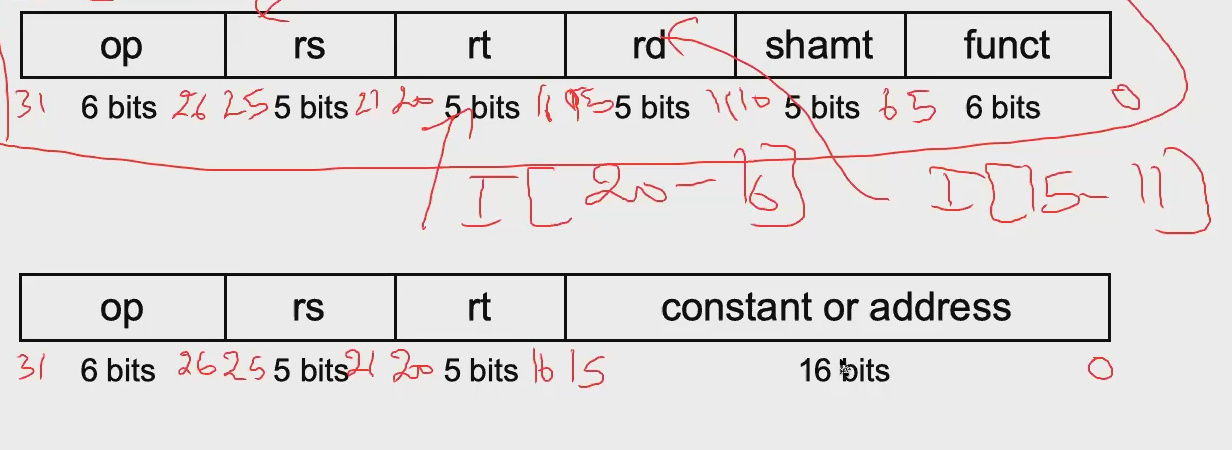 op rs rt rd shamt funct
31 6 bits 26 25 5 bits 21 20 5 bits 16 15 5 bits 11 10 5 bits 6 5 6 bits 0
I[20-16] I[15-11]
op rs rt constant or address
31 6 bits 26 25 5 bits 21 20 5 bits 16 15 16 bits 0